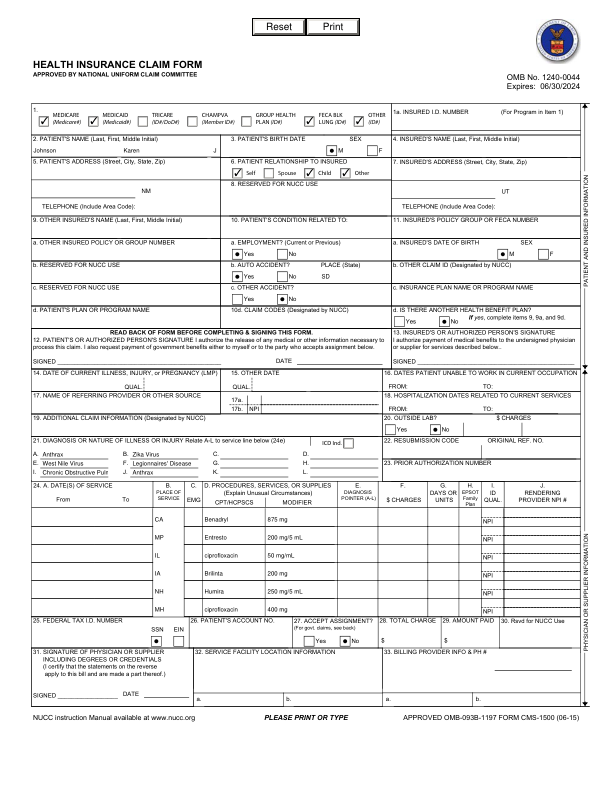 Reset Print
HEALTH INSURANCE CLAIM FORM
APPROVED BY NATIONAL UNIFORM CLAIM COMMITTEE
OMB No. 1240-0044
Expires: 06/30/2024
1.
MEDICARE MEDICAID TRICARE CHAMPVA GROUP HEALTH FECA BLK OTHER
(Medicare#) (Medicaid#) (ID#/DoD#) (Member ID#) PLAN (ID#) LUNG (ID#) (ID#)
1a. INSURED I.D. NUMBER (For Program in Item 1)
2. PATIENT'S NAME (Last, First, Middle Initial) 3. PATIENT'S BIRTH DATE SEX 4. INSURED'S NAME (Last, First, Middle Initial)
Johnson Karen J M F
5. PATIENT'S ADDRESS (Street, City, State, Zip) 6. PATIENT RELATIONSHIP TO INSURED 7. INSURED'S ADDRESS (Street, City, State, Zip)
Self Spouse Child Other
8. RESERVED FOR NUCC USE
NM UT
TELEPHONE (Include Area Code): TELEPHONE (Include Area Code):
9. OTHER INSURED'S NAME (Last, First, Middle Initial) 10. PATIENT'S CONDITION RELATED TO: 11. INSURED'S POLICY GROUP OR FECA NUMBER
a. OTHER INSURED POLICY OR GROUP NUMBER a. EMPLOYMENT? (Current or Previous) a. INSURED'S DATE OF BIRTH SEX
Yes No M F
b. RESERVED FOR NUCC USE b. AUTO ACCIDENT? PLACE (State) b. OTHER CLAIM ID (Designated by NUCC)
Yes No SD
c. RESERVED FOR NUCC USE c. OTHER ACCIDENT? c. INSURANCE PLAN NAME OR PROGRAM NAME
Yes No
d. PATIENT'S PLAN OR PROGRAM NAME 10d. CLAIM CODES (Designated by NUCC) d. IS THERE ANOTHER HEALTH BENEFIT PLAN?
Yes No If yes, complete items 9, 9a, and 9d.
READ BACK OF FORM BEFORE COMPLETING & SIGNING THIS FORM.
12. PATIENT'S OR AUTHORIZED PERSON'S SIGNATURE I authorize the release of any medical or other information necessary to
process this claim. I also request payment of government benefits either to myself or to the party who accepts assignment below.
SIGNED DATE
13. INSURED'S OR AUTHORIZED PERSON'S SIGNATURE
I authorize payment of medical benefits to the undersigned physician
or supplier for services described below..
SIGNED
PATIENT AND INSURED INFORMATION
14. DATE OF CURRENT ILLNESS, INJURY, or PREGNANCY (LMP) 15. OTHER DATE 16. DATES PATIENT UNABLE TO WORK IN CURRENT OCCUPATION
QUAL. QUAL. FROM: TO:
17. NAME OF REFERRING PROVIDER OR OTHER SOURCE 17a. 18. HOSPITALIZATION DATES RELATED TO CURRENT SERVICES
17b. NPI FROM: TO:
19. ADDITIONAL CLAIM INFORMATION (Designated by NUCC) 20. OUTSIDE LAB? $ CHARGES
Yes No
21. DIAGNOSIS OR NATURE OF ILLNESS OR INJURY Relate A-L to service line below (24e) ICD Ind. 22. RESUBMISSION CODE ORIGINAL REF. NO.
A. Anthrax B. Zika Virus C. D.
E. West Nile Virus F. Legionnaires' Disease G. H.
I. Chronic Obstructive Pulm J. Anthrax K. L.
23. PRIOR AUTHORIZATION NUMBER
24. A. DATE(S) OF SERVICE B. PLACE OF SERVICE C. EMG D. PROCEDURES, SERVICES, OR SUPPLIES E. DIAGNOSIS POINTER (A-L) F. $ CHARGES G. DAYS OR UNITS H. EPSOT Family Plan I. ID QUAL. J. RENDERING PROVIDER NPI #
(Explain Unusual Circumstances)
From To CPT/HCPSCS MODIFIER
CA Benadryl 875 mg NPI
MP Entresto 200 mg/5 mL NPI
IL ciprofloxacin 50 mg/mL NPI
IA Brilinta 200 mg NPI
NH Humira 250 mg/5 mL NPI
MH ciprofloxacin 400 mg NPI
25. FEDERAL TAX I.D. NUMBER 26. PATIENT'S ACCOUNT NO. 27. ACCEPT ASSIGNMENT? 28. TOTAL CHARGE 29. AMOUNT PAID 30. Rsvd for NUCC Use
SSN EIN (For govt. claims, see back)
Yes No $ $
31. SIGNATURE OF PHYSICIAN OR SUPPLIER 32. SERVICE FACILITY LOCATION INFORMATION 33. BILLING PROVIDER INFO & PH #
INCLUDING DEGREES OR CREDENTIALS
(I certify that the statements on the reverse
apply to this bill and are made a part thereof.)
SIGNED DATE
a. b. a. b.
PHYSICIAN OR SUPPLIER INFORMATION
NUCC instruction Manual available at www.nucc.org PLEASE PRINT OR TYPE APPROVED OMB-093B-1197 FORM CMS-1500 (06-15)